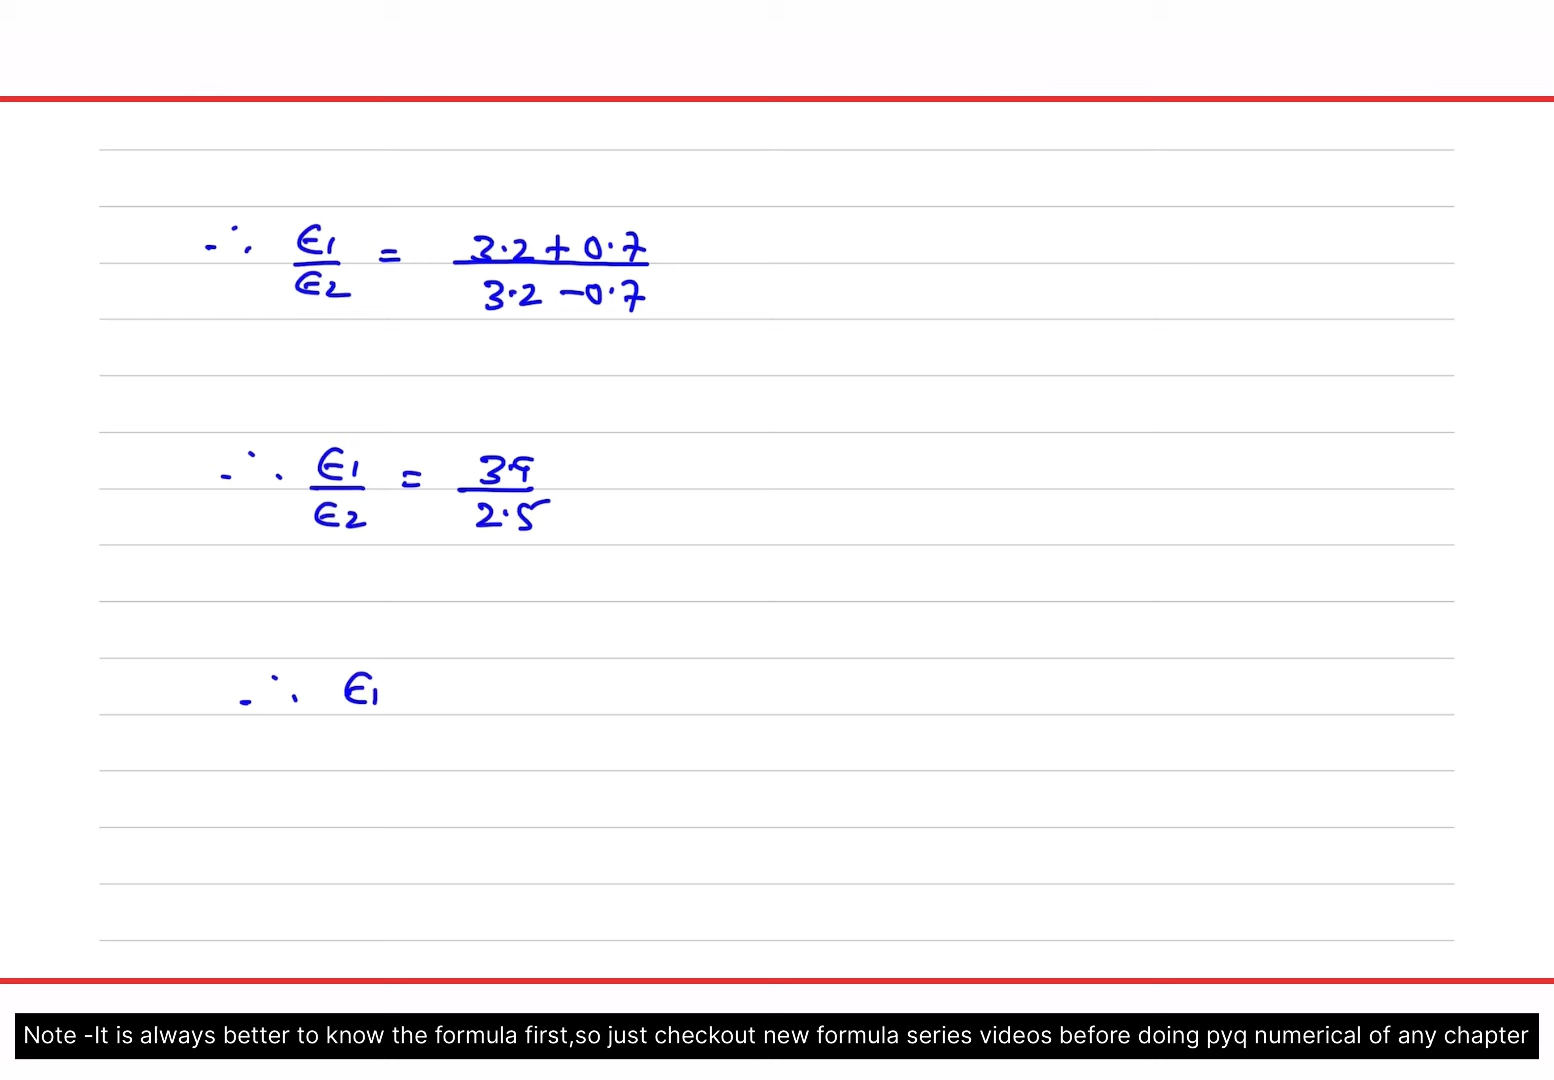 ∴ ϵ1/ϵ2 = 3.2 + 0.7 / 3.2 - 0.7
∴ ϵ1/ϵ2 = 3.9 / 2.5
∴ ϵ1
Note -It is always better to know the formula first,so just checkout new formula series videos before doing pyq numerical of any chapter